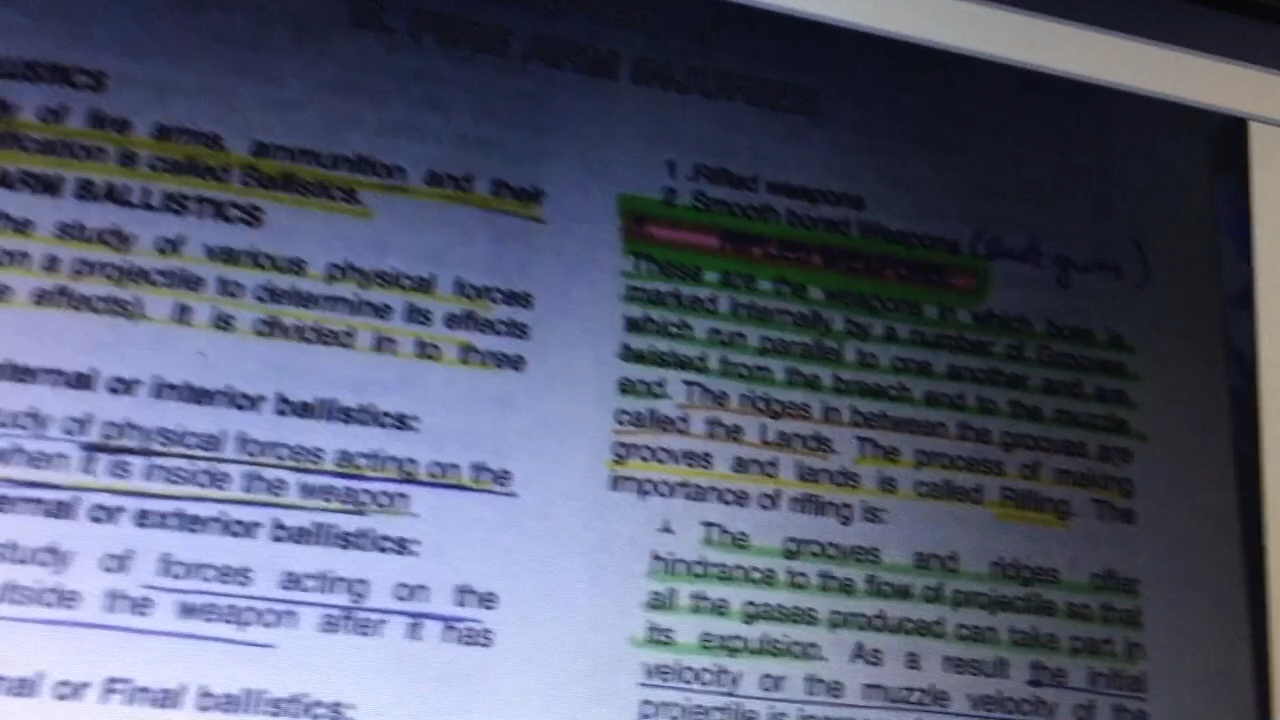 FIRE ARM INJURIES
of fire arms, ammunition and their
is called Ballistics.
ARM BALLISTICS
the study of various physical forces
on a projectile to determine its effects
effects). It is divided in to three
or interior ballistics:
of physical forces acting on the
when it is inside the weapon
or exterior ballistics:
study of forces acting on the
the weapon after it has
or Final ballistics:
1. Rifled weapons
2. Smooth bored weapons
These are the weapons in which bore is
marked internally by a number of Grooves,
which run parallel to one another and are
twisted from the breech end to the muzzle
end. The ridges in between the grooves are
called the Lands. The process of making
grooves and lands is called Rifling. The
importance of rifling is:
The grooves and ridges offer
hindrance to the flow of projectile so that
all the gases produced can take part in
its expulsion. As a result the initial
velocity or the muzzle velocity of the
projectile is